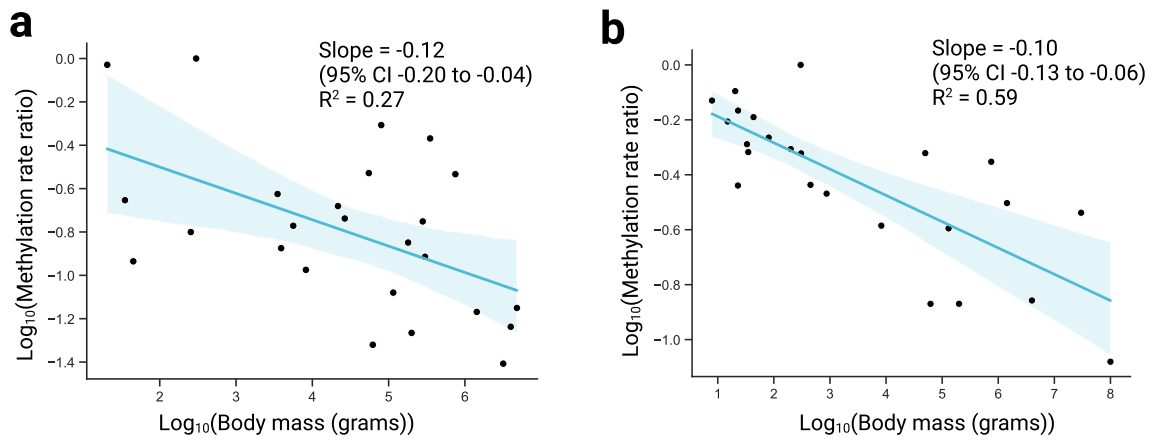 a
Slope = -0.12
(95% CI -0.20 to -0.04)
R² = 0.27
Log₁₀(Methylation rate ratio)
0.0
−0.2
−0.4
−0.6
−0.8
−1.0
−1.2
−1.4
2 3 4 5 6
Log₁₀(Body mass (grams))
b
Slope = -0.10
(95% CI -0.13 to -0.06)
R² = 0.59
Log₁₀(Methylation rate ratio)
0.0
−0.2
−0.4
−0.6
−0.8
−1.0
1 2 3 4 5 6 7 8
Log₁₀(Body mass (grams))